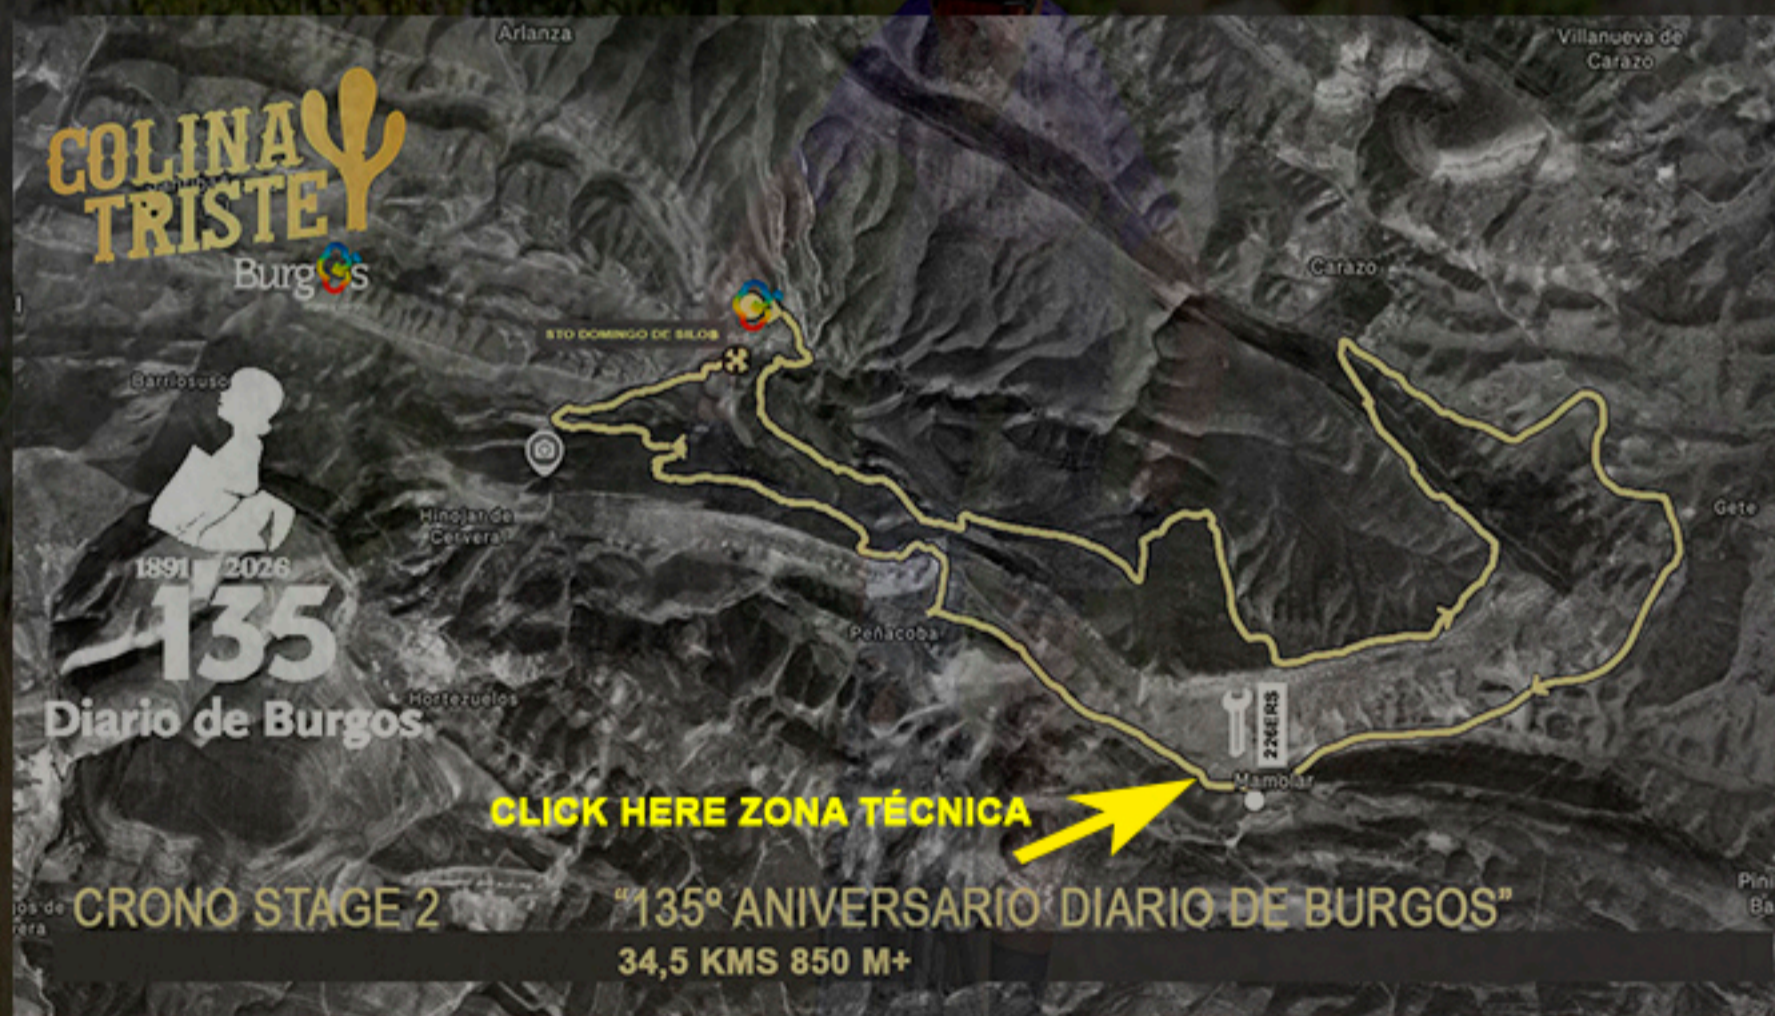 Arlanza
Villanueva de
Carazo
COLINA
TRISTE
Burgos
Carazo
STO DOMINGO DE SILOS
Barriosuso
Gete
Hinojar de
Cervera
1891 2026
135
Diario de Burgos
Peñacoba
Hortezuelos
226ERS
Mamolar
CLICK HERE ZONA TÉCNICA
CRONO STAGE 2
“135º ANIVERSARIO DIARIO DE BURGOS”
34,5 KMS 850 M+